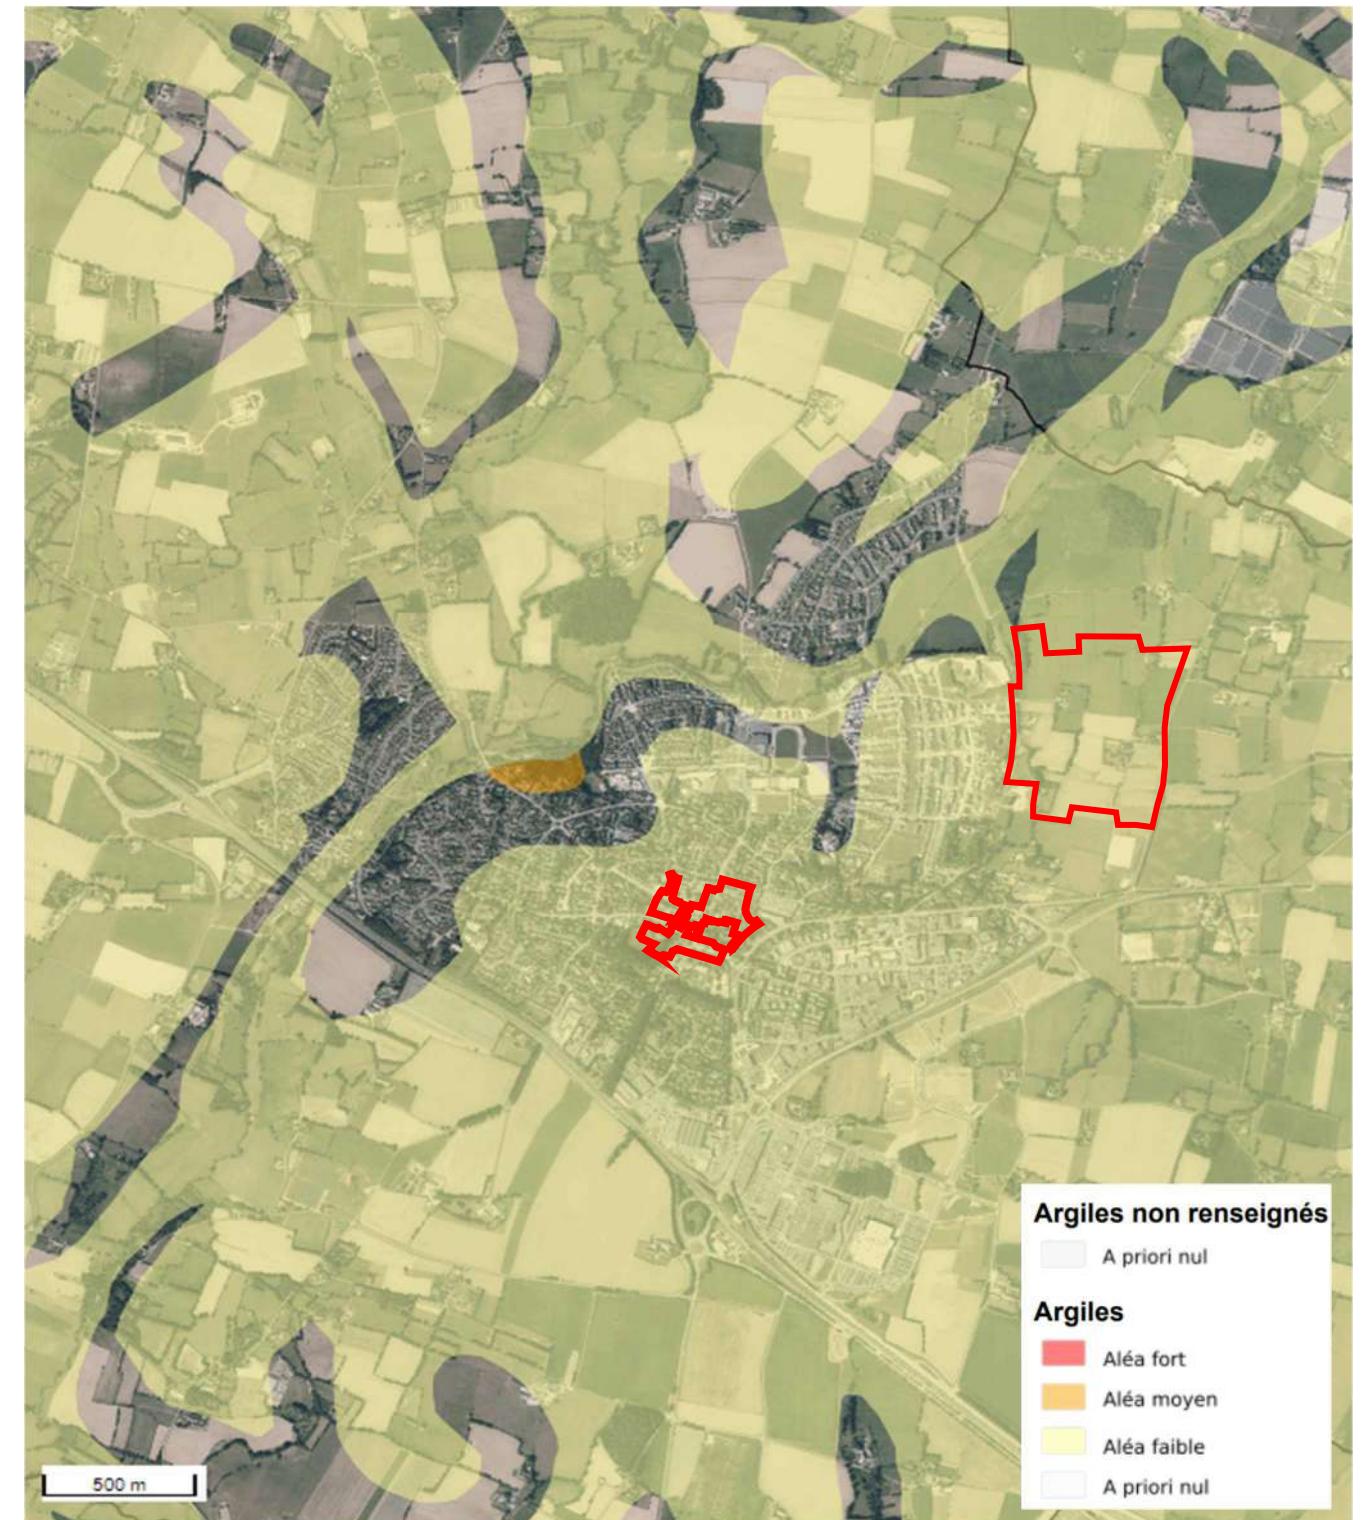 Argiles non renseignés
A priori nul
Argiles
Aléa fort
Aléa moyen
Aléa faible
A priori nul
500 m